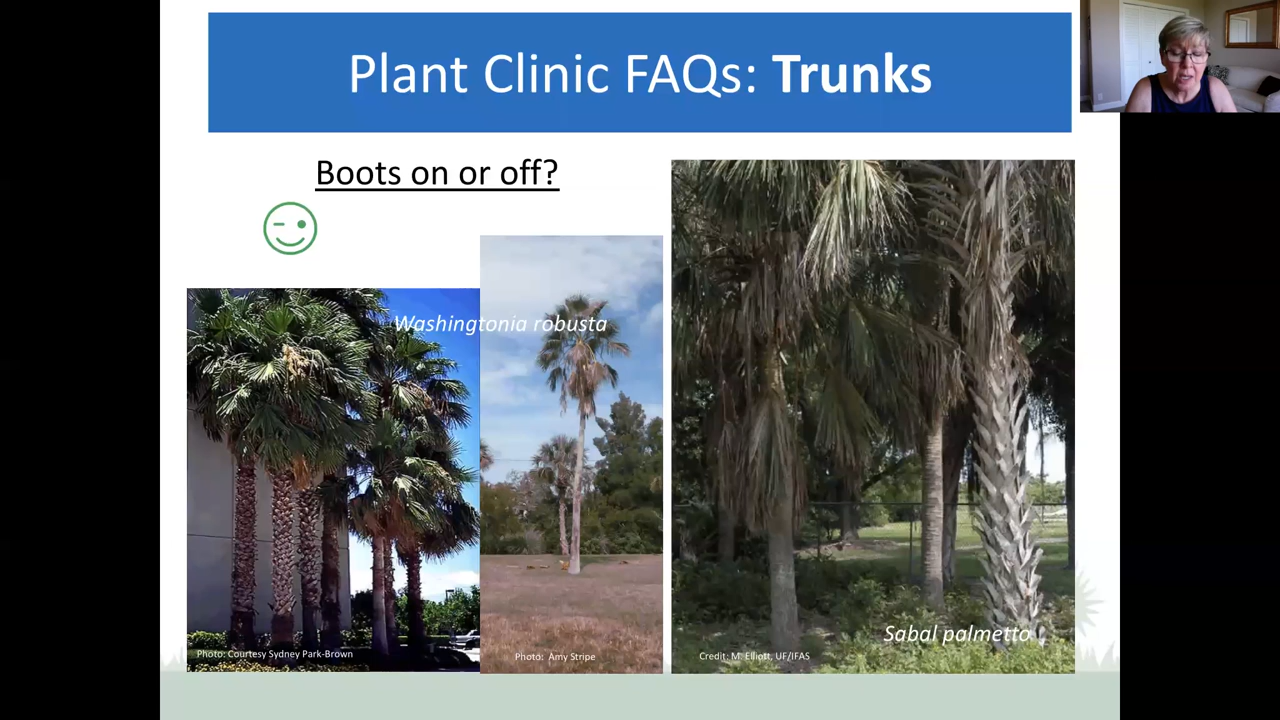 Plant Clinic FAQs: Trunks
Boots on or off?
Washingtonia robusta
Sabal palmetto
Photo: Courtesy Sydney Park-Brown
Photo: Amy Stripe
Credit: M. Elliott, UF/IFAS